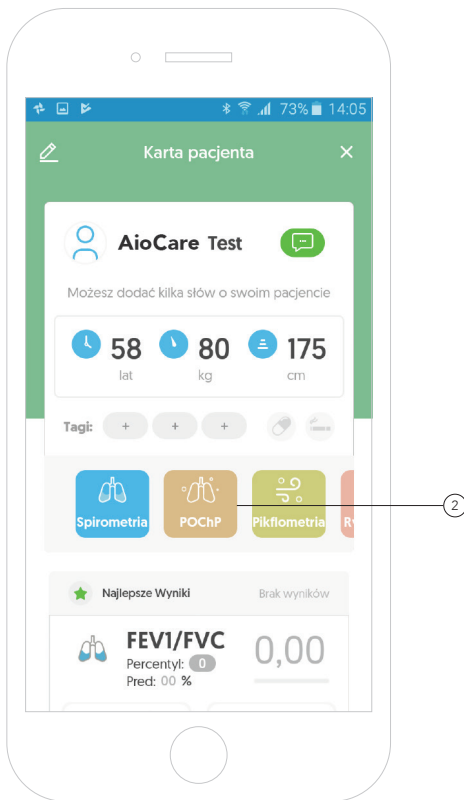 73% 14:05
Karta pacjenta
AioCare Test
Możesz dodać kilka słów o swoim pacjencie
58 80 175
lat kg cm
Tagi: + + +
Spirometria POChP Pikflometria
2
Najlepsze Wyniki Brak wyników
FEV1/FVC 0,00
Percentyl: 0
Pred: 00 %